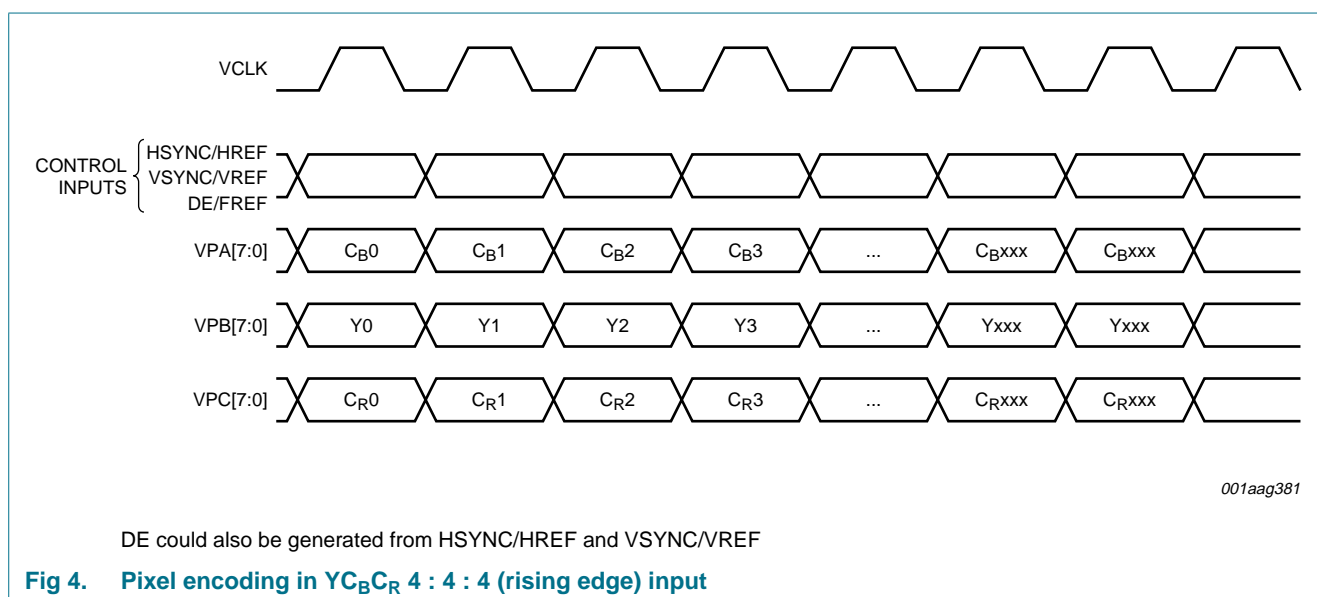 VCLK
CONTROL INPUTS
HSYNC/HREF
VSYNC/VREF
DE/FREF
VPA[7:0] CB0 CB1 CB2 CB3 ... CBxxx CBxxx
VPB[7:0] Y0 Y1 Y2 Y3 ... Yxxx Yxxx
VPC[7:0] CR0 CR1 CR2 CR3 ... CRxxx CRxxx
001aag381
DE could also be generated from HSYNC/HREF and VSYNC/VREF
Fig 4. Pixel encoding in YCBCR 4 : 4 : 4 (rising edge) input